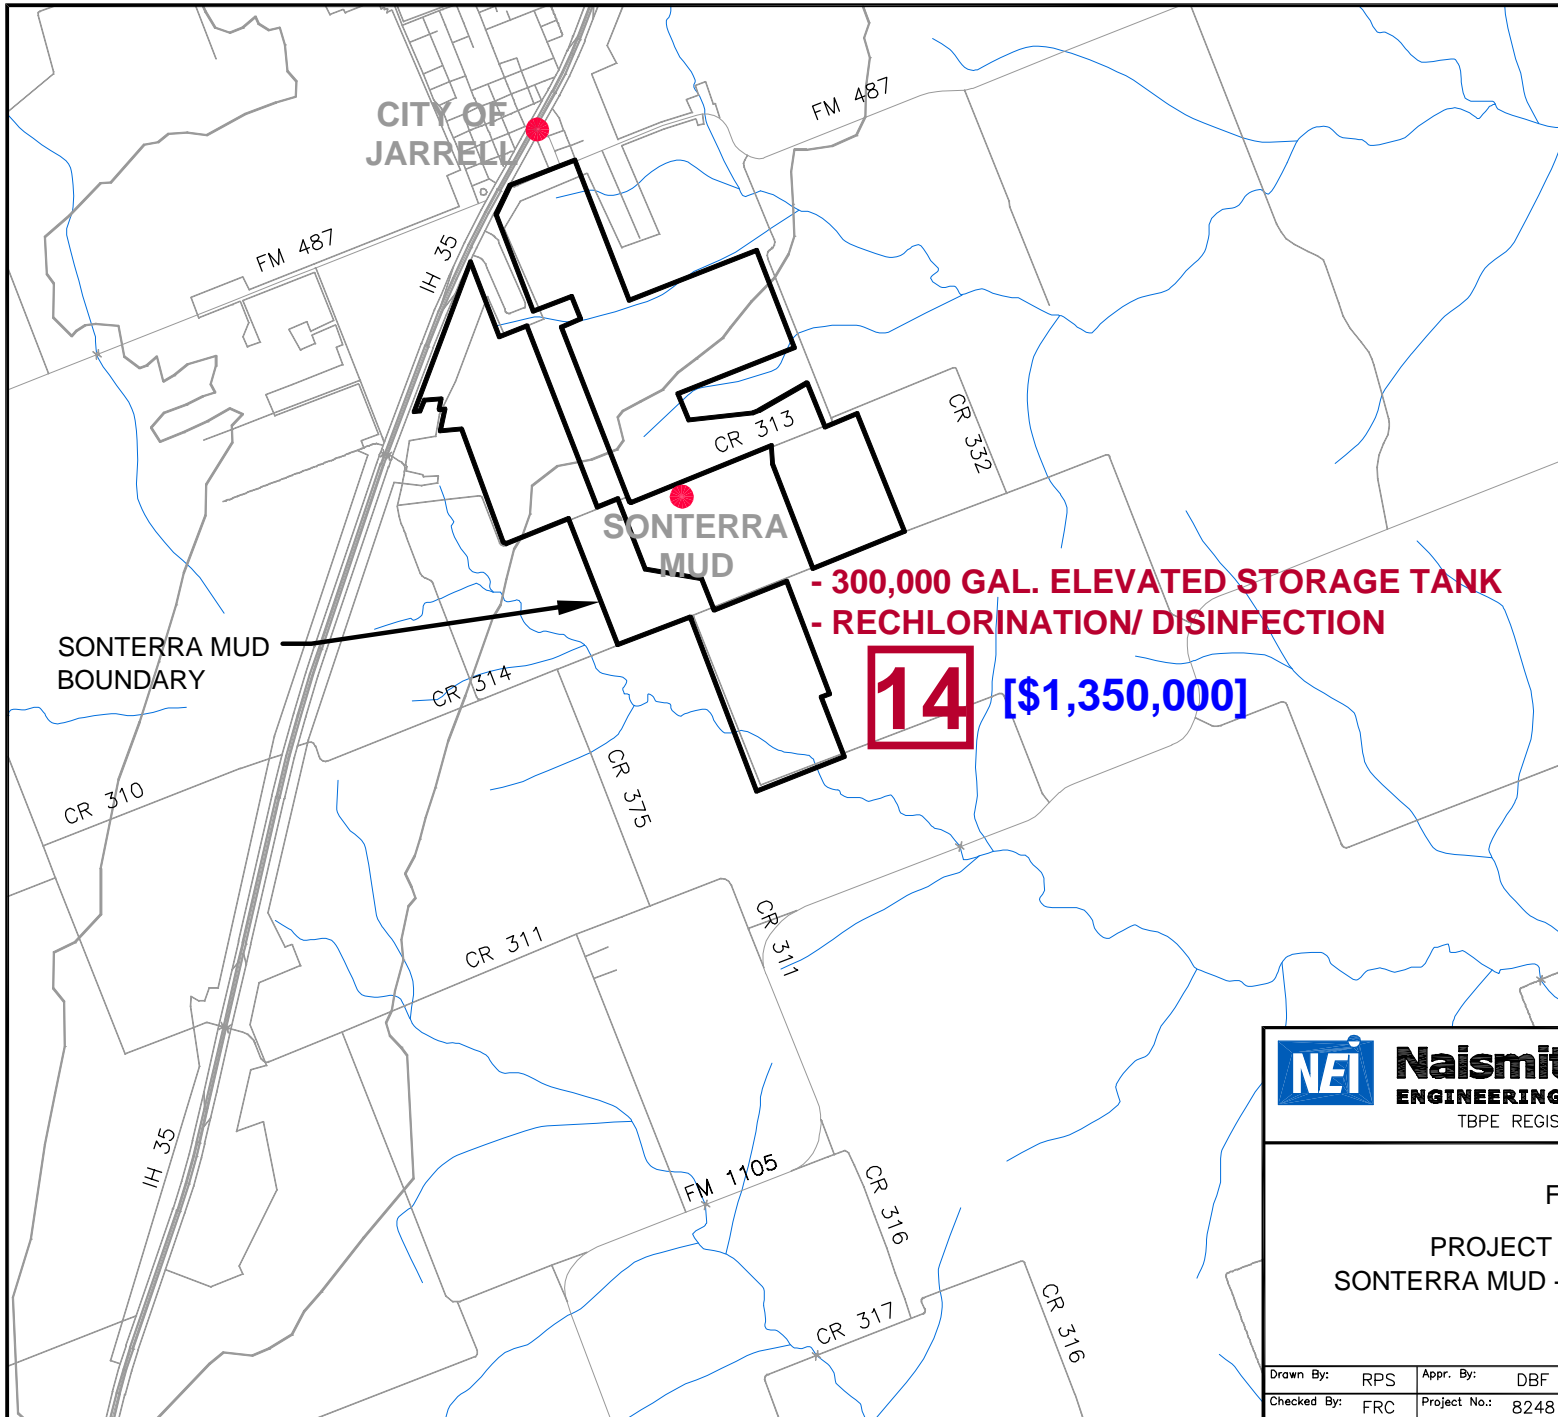 CITY OF
JARRELL
FM 487
FM 487
IH 35
CR 313
CR 332
SONTERRA
MUD
- 300,000 GAL. ELEVATED STORAGE TANK
- RECHLORINATION/ DISINFECTION
14 [$1,350,000]
SONTERRA MUD
BOUNDARY
CR 314
CR 310
CR 375
CR 311
CR 311
IH 35
FM 1105
CR 316
CR 317
CR 316
NEi
Naismit
ENGINEERING
TBPE REGIS
F
PROJECT
SONTERRA MUD -
Drawn By: RPS Appr. By: DBF
Checked By: FRC Project No.: 8248